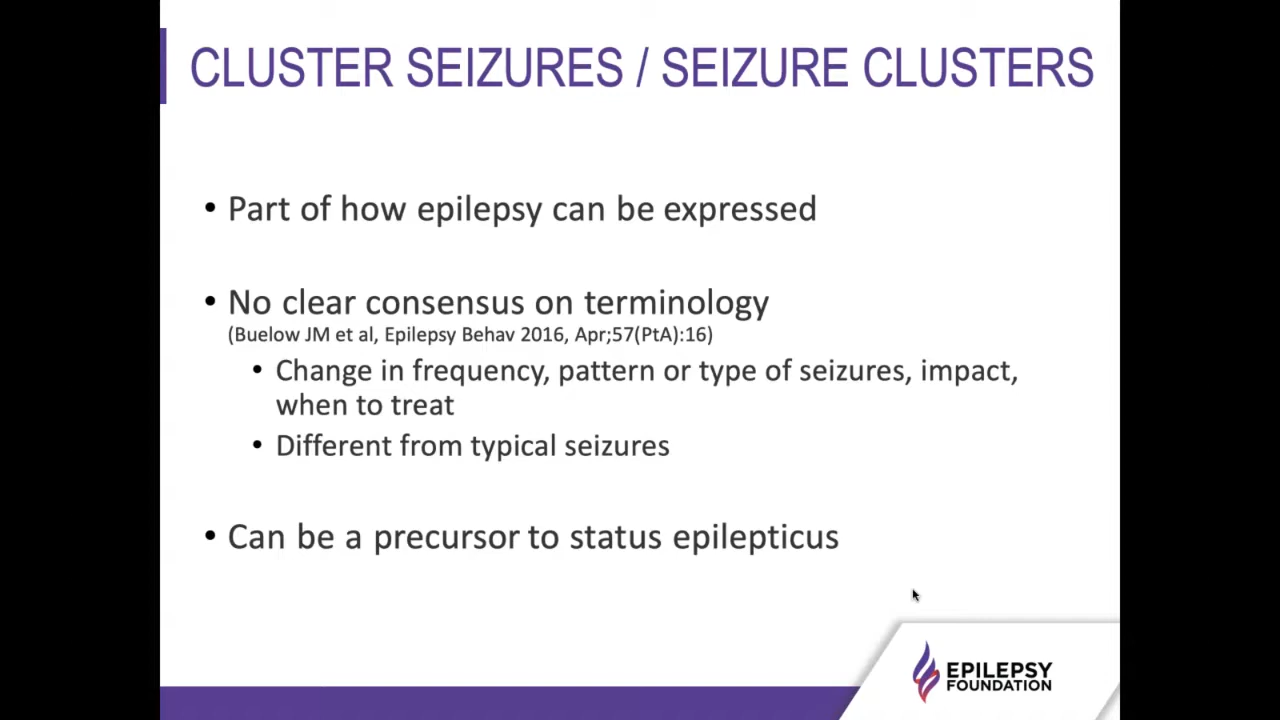 CLUSTER SEIZURES / SEIZURE CLUSTERS
• Part of how epilepsy can be expressed
• No clear consensus on terminology
(Buelow JM et al, Epilepsy Behav 2016, Apr;57(PtA):16)
• Change in frequency, pattern or type of seizures, impact,
when to treat
• Different from typical seizures
• Can be a precursor to status epilepticus
EPILEPSY
FOUNDATION